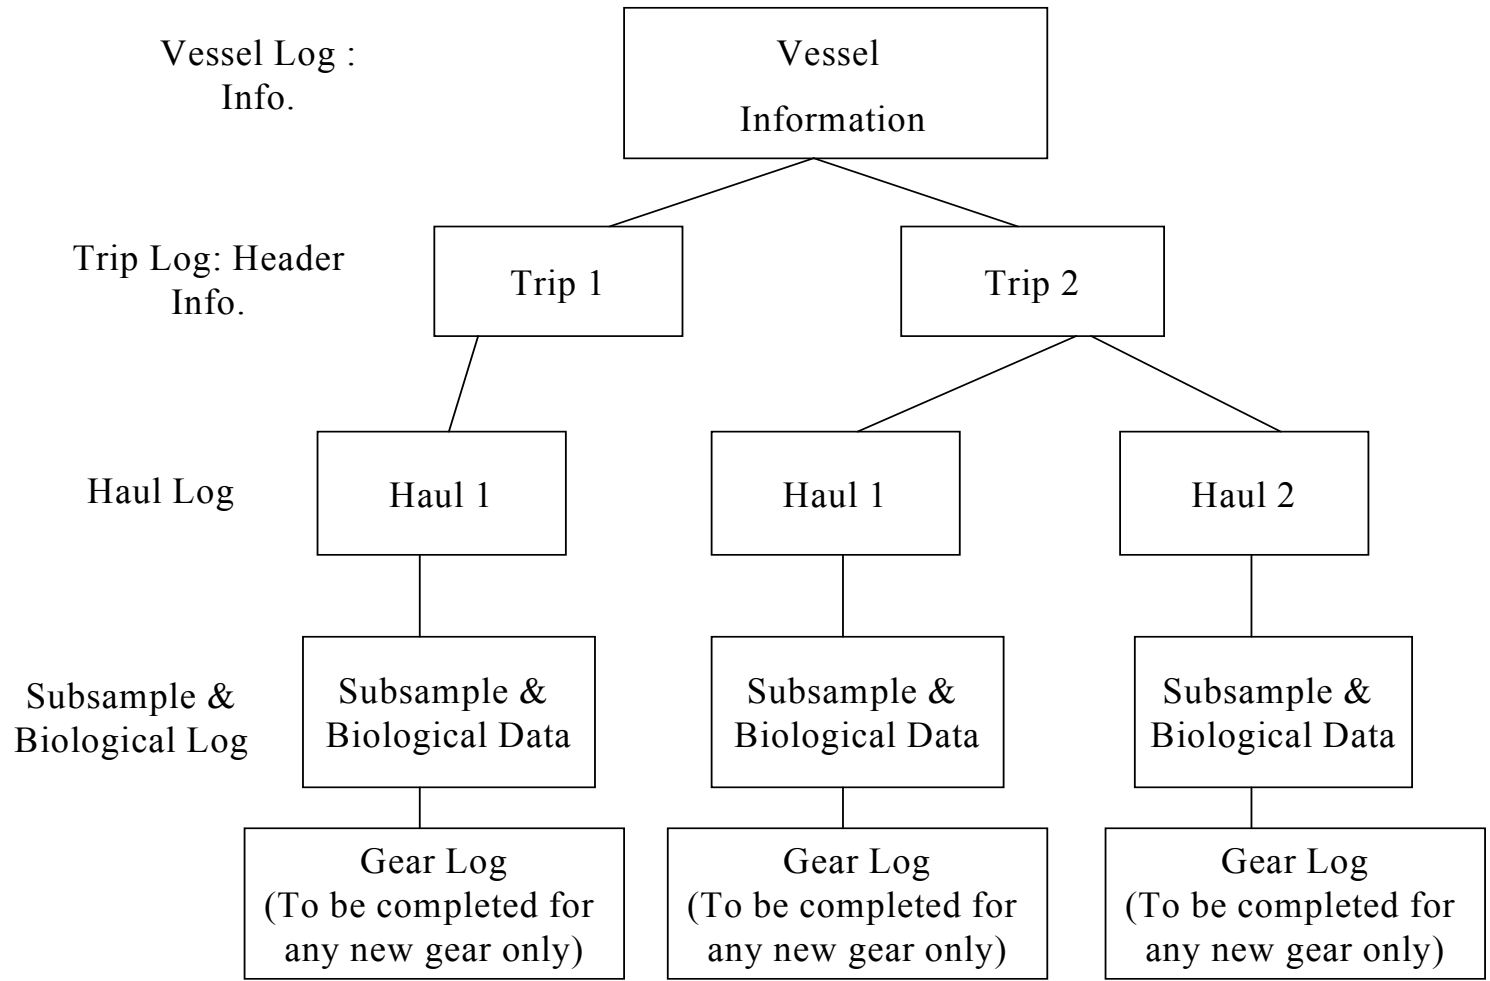 Vessel Log :
Info.
Vessel
Information
Trip Log: Header
Info.
Trip 1
Trip 2
Haul Log
Haul 1
Haul 1
Haul 2
Subsample &
Biological Log
Subsample &
Biological Data
Subsample &
Biological Data
Subsample &
Biological Data
Gear Log
(To be completed for
any new gear only)
Gear Log
(To be completed for
any new gear only)
Gear Log
(To be completed for
any new gear only)